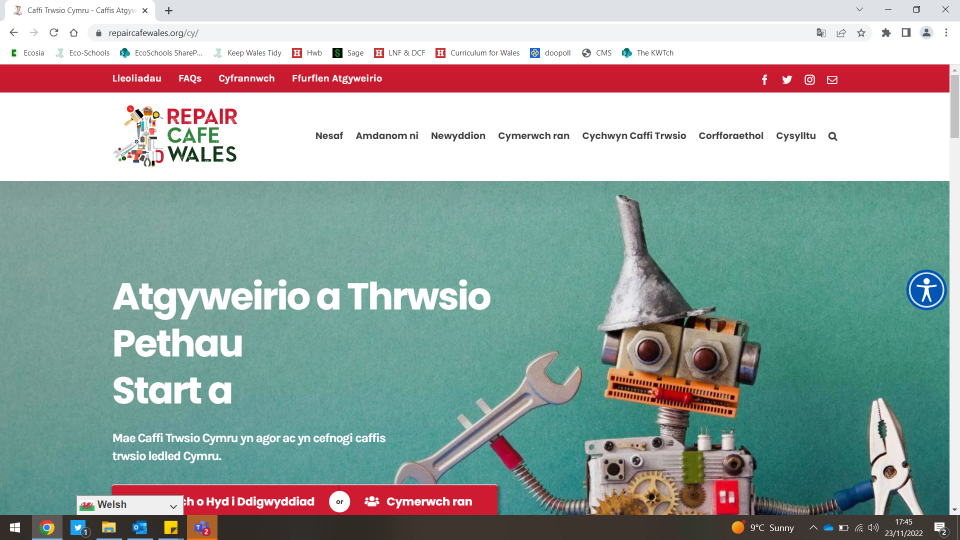 Caffi Trwsio Cymru - Caffis Atgyw
repaircafewales.org/cy/
Ecosia Eco-Schools EcoSchools ShareP... Keep Wales Tidy Hwb Sage LNF & DCF Curriculum for Wales doopoll CMS The KWTch
Lleoliadau FAQs Cyfrannwch Ffurflen Atgyweirio
REPAIR
CAFE
WALES
Nesaf Amdanom ni Newyddion Cymerwch ran Cychwyn Caffi Trwsio Corfforaethol Cysylltu
Atgyweirio a Thrwsio
Pethau
Start a
Mae Caffi Trwsio Cymru yn agor ac yn cefnogi caffis
trwsio ledled Cymru.
ch o Hyd i Ddigwyddiad or Cymerwch ran
Welsh
1 2 9°C Sunny 17:45
23/11/2022 2